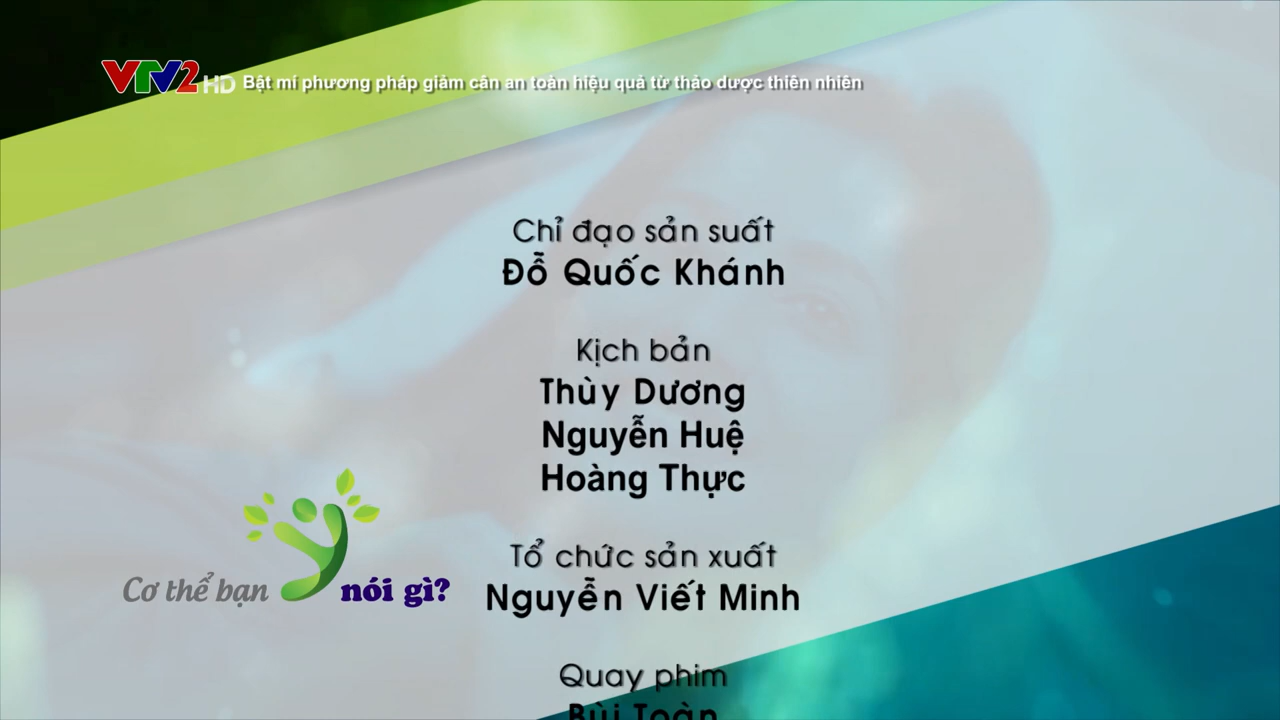 VTV2 HD Bật mí phương pháp giảm cân an toàn hiệu quả từ thảo dược thiên nhiên
Chỉ đạo sản suất
Đỗ Quốc Khánh
Kịch bản
Thùy Dương
Nguyễn Huệ
Hoàng Thực
Tổ chức sản xuất
Nguyễn Viết Minh
Cơ thể bạn nói gì?
Quay phim
Bùi Toàn